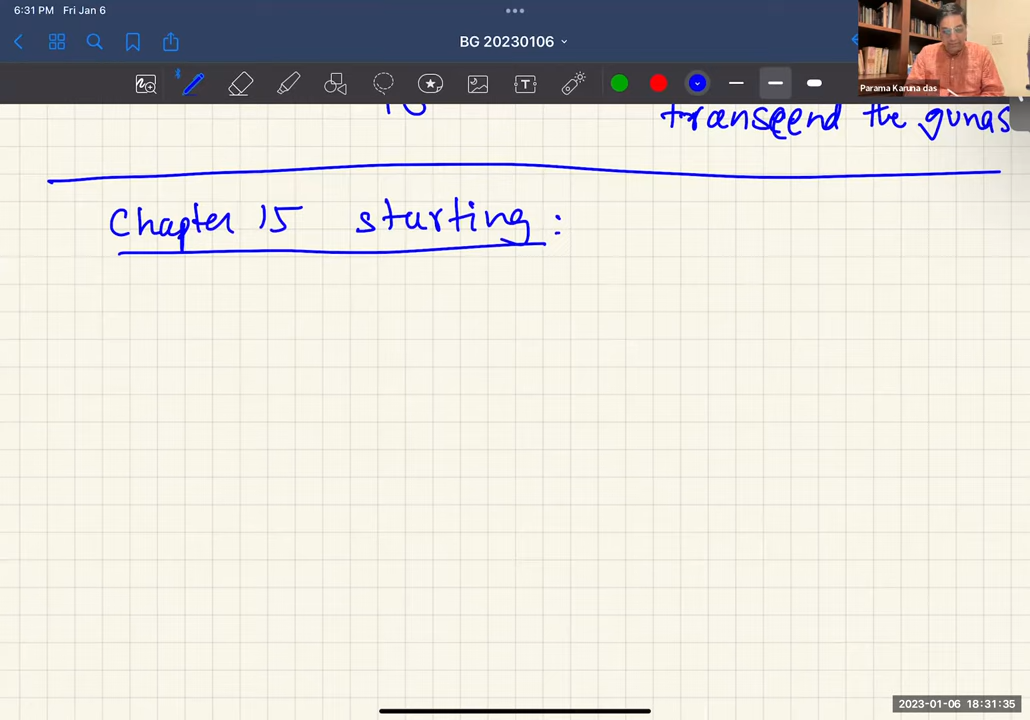 6:31 PM Fri Jan 6
BG 20230106
T
Parama Karuna das
transcend the gunas
Chapter 15 starting:
2023-01-06 18:31:35